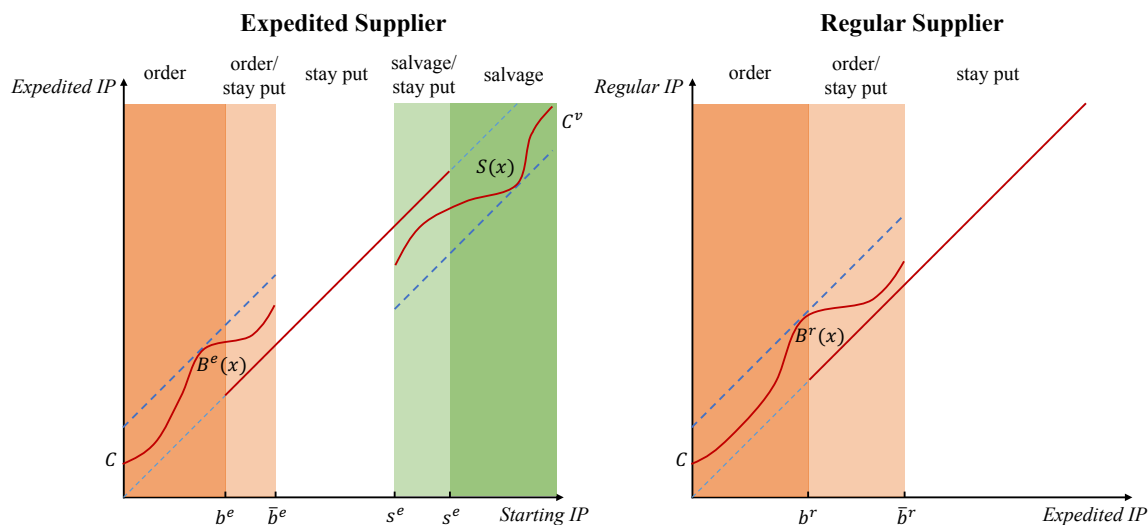 Expedited Supplier
Expedited IP
order
order/
stay put
stay put
salvage/
stay put
salvage
C^v
S(x)
B^e(x)
C
b^e
b̄^e
s^e
s^e
Starting IP
Regular Supplier
Regular IP
order
order/
stay put
stay put
B^r(x)
C
b^r
b̄^r
Expedited IP